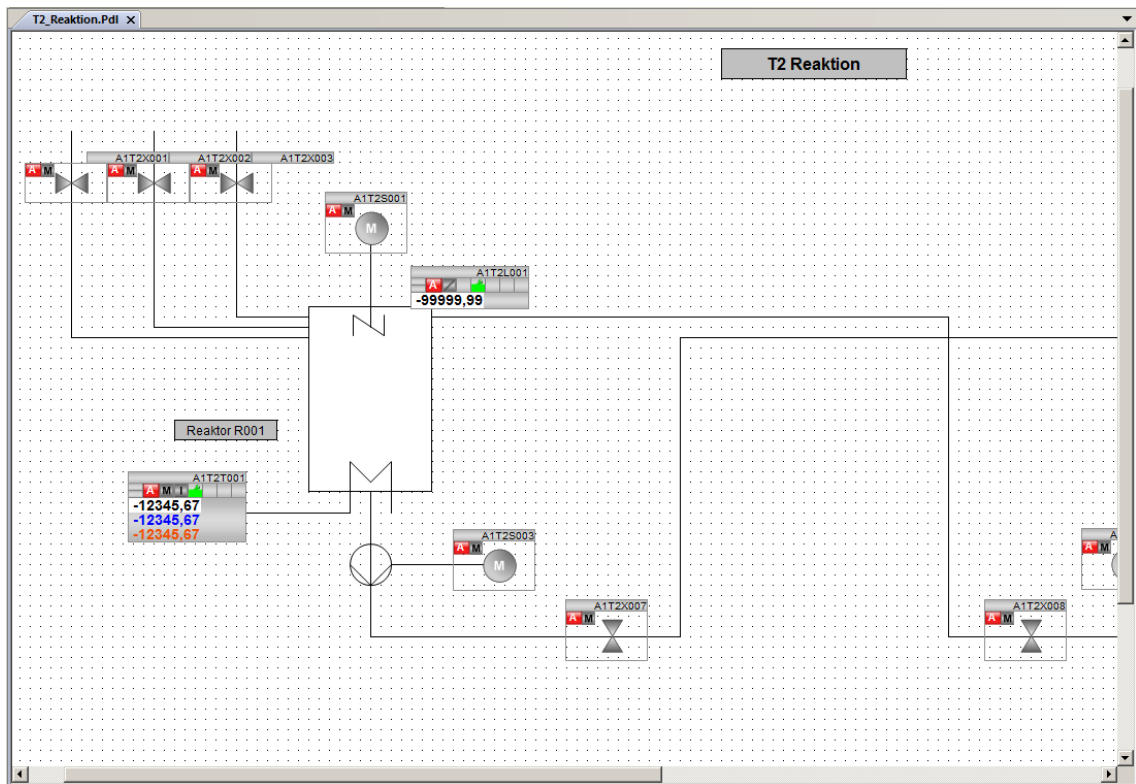 T2_Reaktion.Pdl
T2 Reaktion
A1T2X001
A1T2X002
A1T2X003
A M
A M
A M
A1T2S001
A M
M
A1T2L001
A
-99999,99
Reaktor R001
A1T2T001
A M I
-12345,67
-12345,67
-12345,67
A1T2S003
A M
M
A1T2X007
A M
A1T2X008
A M
A M